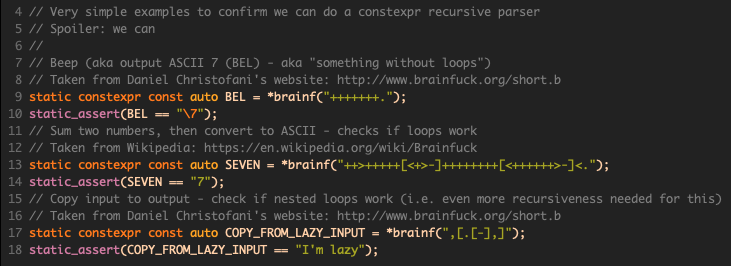 4 // Very simple examples to confirm we can do a constexpr recursive parser
5 // Spoiler: we can
6 //
7 // Beep (aka output ASCII 7 (BEL) - aka "something without loops")
8 // Taken from Daniel Christofani's website: http://www.brainfuck.org/short.b
9 static constexpr const auto BEL = *brainf("+++++++.");
10 static_assert(BEL == "\7");
11 // Sum two numbers, then convert to ASCII - checks if loops work
12 // Taken from Wikipedia: https://en.wikipedia.org/wiki/Brainfuck
13 static constexpr const auto SEVEN = *brainf("++>+++++[<+>-]++++++++[<++++++>-]<.");
14 static_assert(SEVEN == "7");
15 // Copy input to output - check if nested loops work (i.e. even more recursiveness needed for this)
16 // Taken from Daniel Christofani's website: http://www.brainfuck.org/short.b
17 static constexpr const auto COPY_FROM_LAZY_INPUT = *brainf(",[.[-],]");
18 static_assert(COPY_FROM_LAZY_INPUT == "I'm lazy");